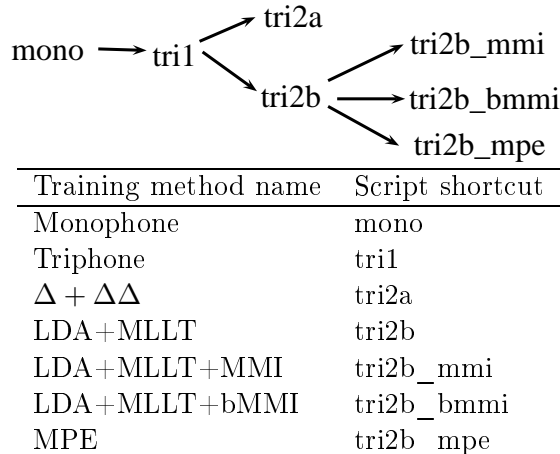 tri2a
mono tri1 tri2b_mmi
tri2b tri2b_bmmi
tri2b_mpe
Training method name Script shortcut
Monophone mono
Triphone tri1
Δ + ΔΔ tri2a
LDA+MLLT tri2b
LDA+MLLT+MMI tri2b_mmi
LDA+MLLT+bMMI tri2b_bmmi
MPE tri2b_mpe